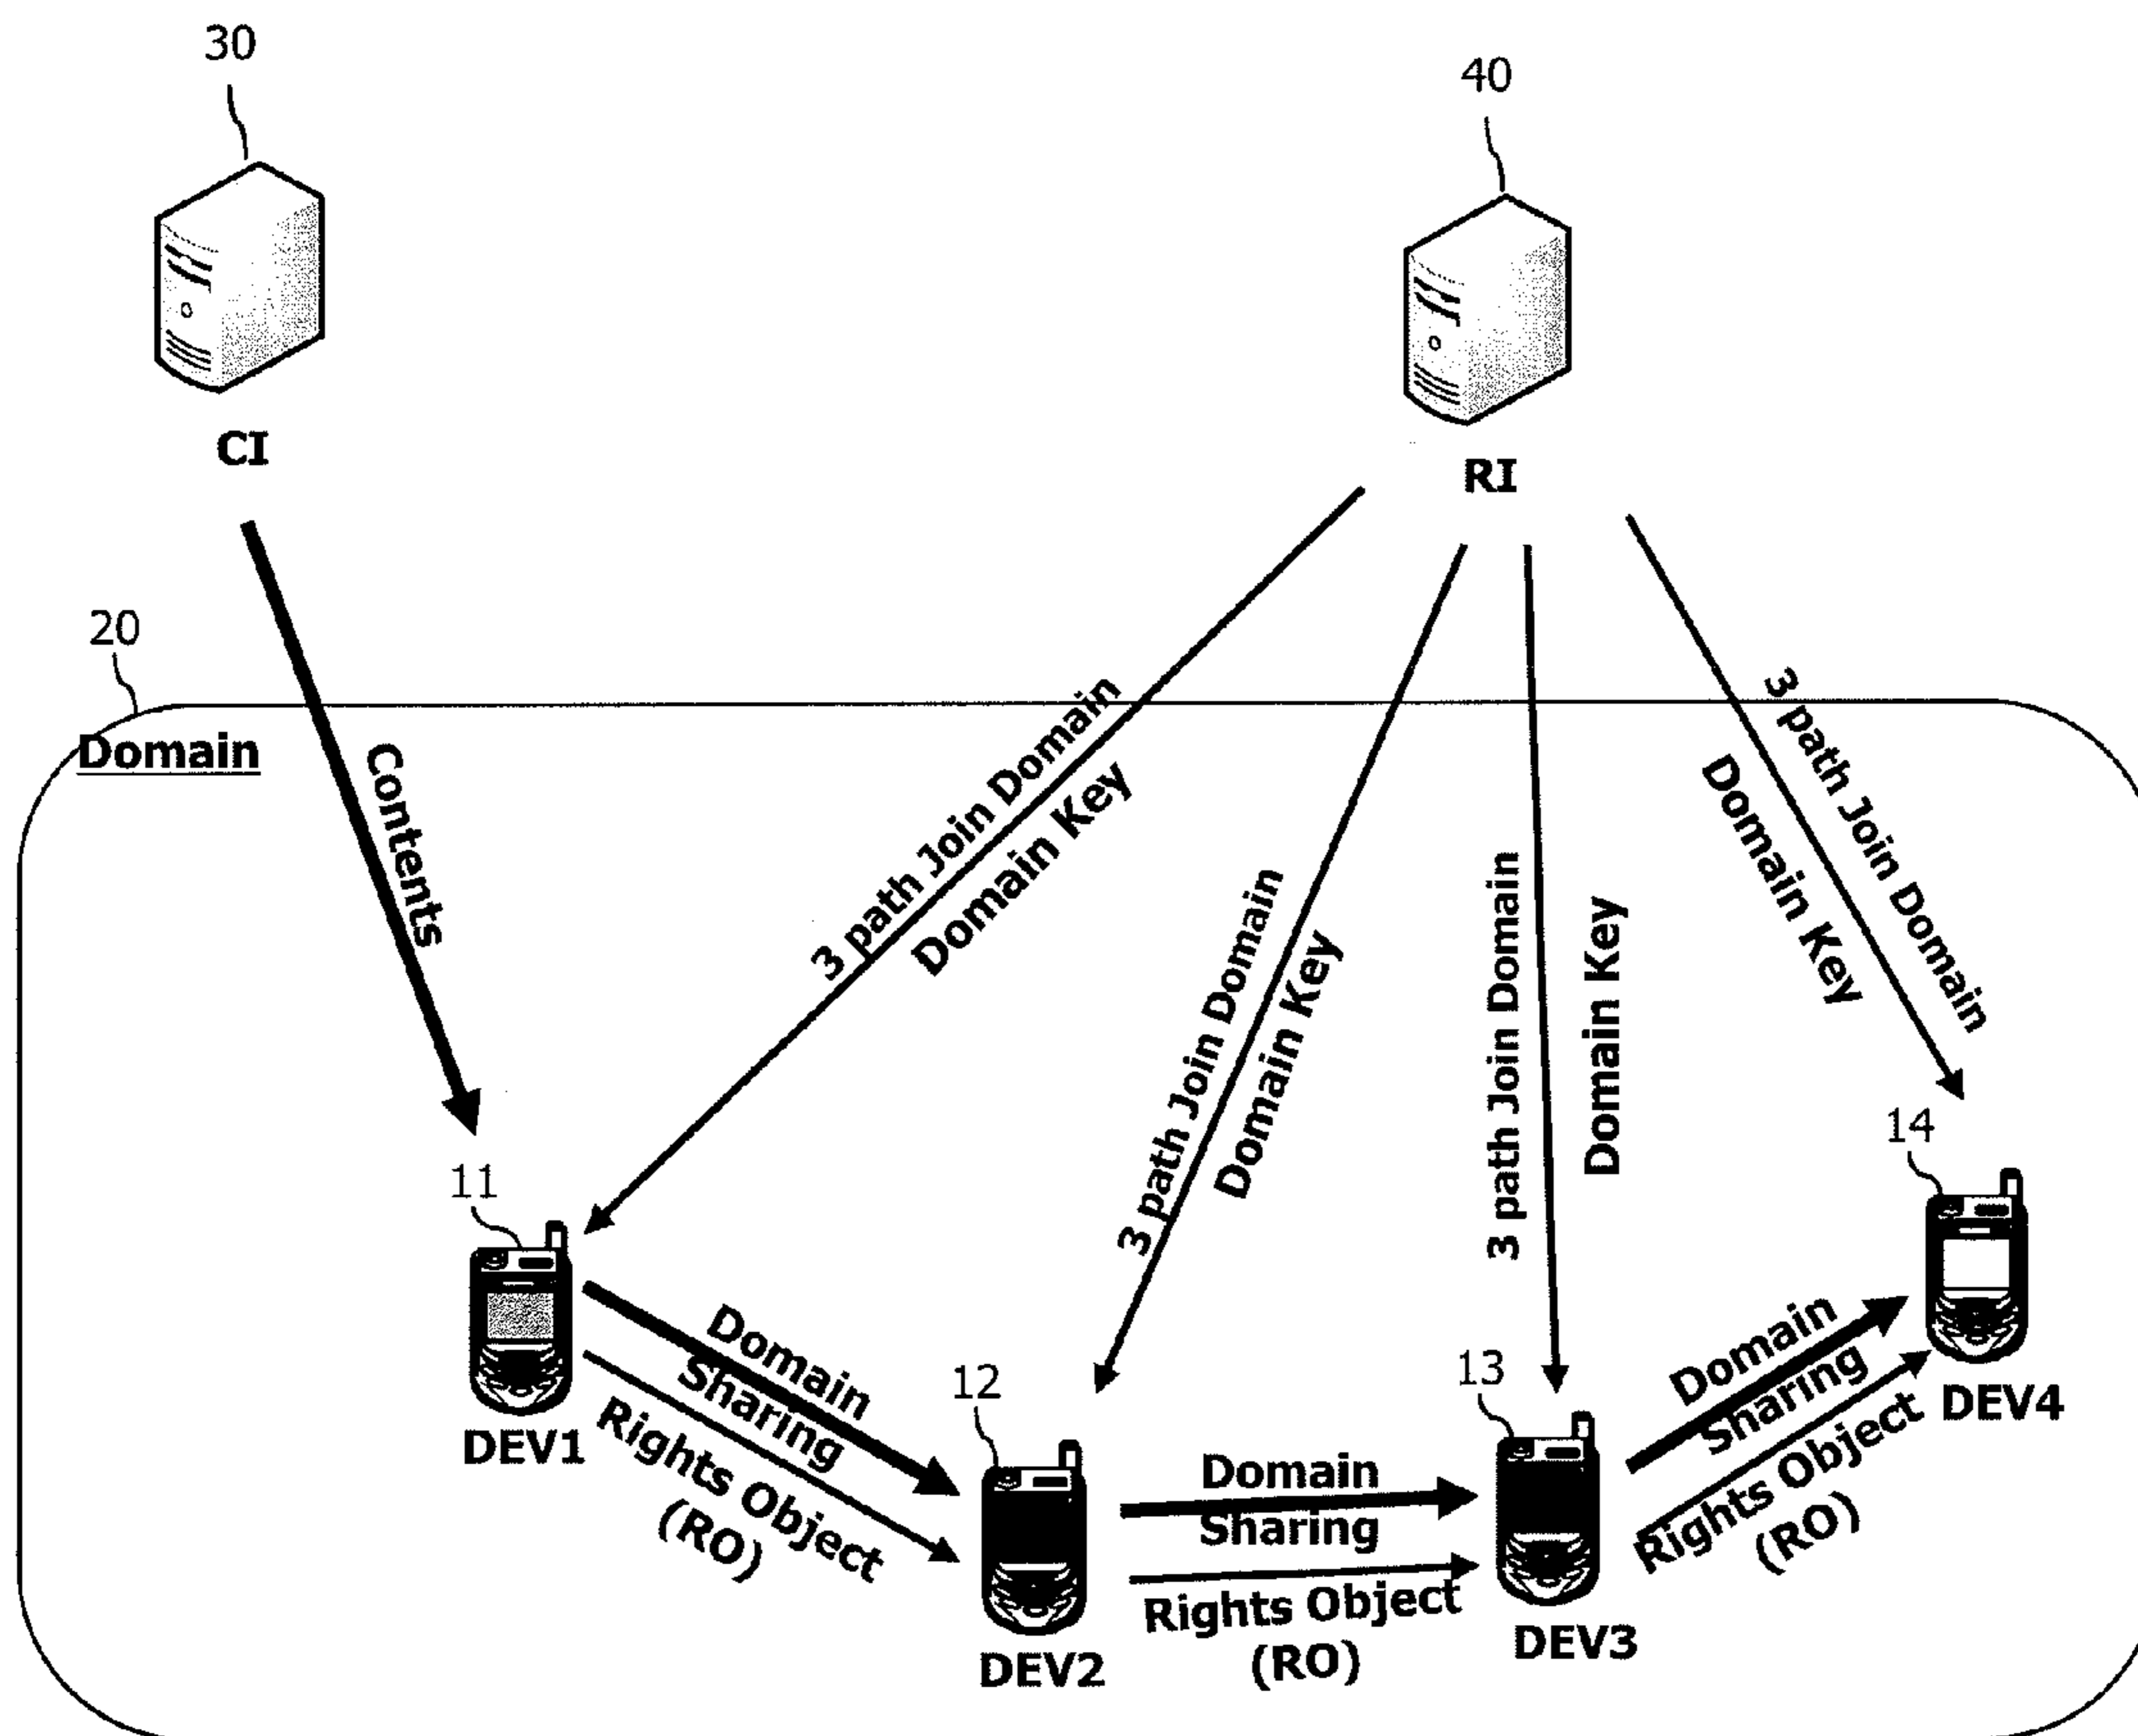 30
40
CI
RI
20
Domain
Contents
3 path Join Domain
Domain Key
3 path Join Domain
Domain Key
3 path Join Domain
Domain Key
3 path Join Domain
Domain Key
11
DEV1
Domain
Sharing
Rights Object
(RO)
12
DEV2
Domain
Sharing
Rights Object
(RO)
13
DEV3
Domain
Sharing
Rights Object
(RO)
14
DEV4